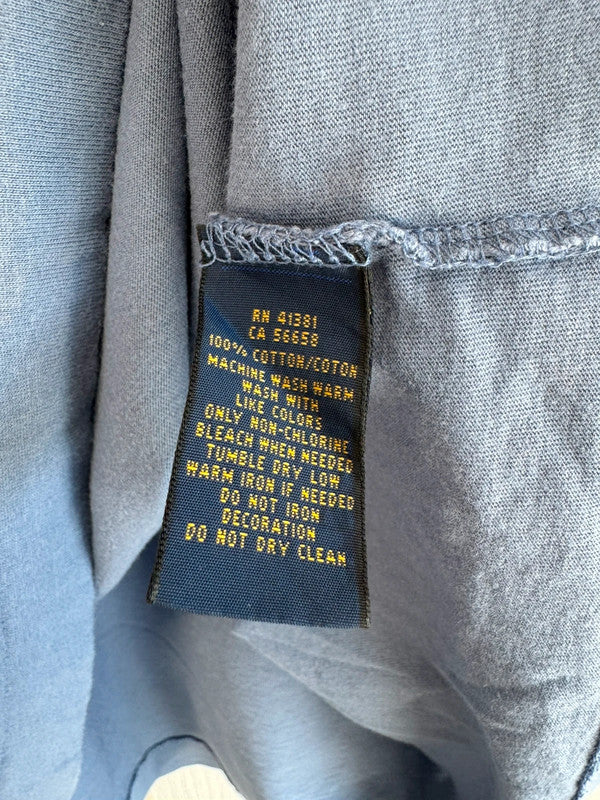 RN 41381
CA 56658
100% COTTON/COTON
MACHINE WASH WARM
WASH WITH
LIKE COLORS
ONLY NON-CHLORINE
BLEACH WHEN NEEDED
TUMBLE DRY LOW
WARM IRON IF NEEDED
DO NOT IRON
DECORATION
DO NOT DRY CLEAN